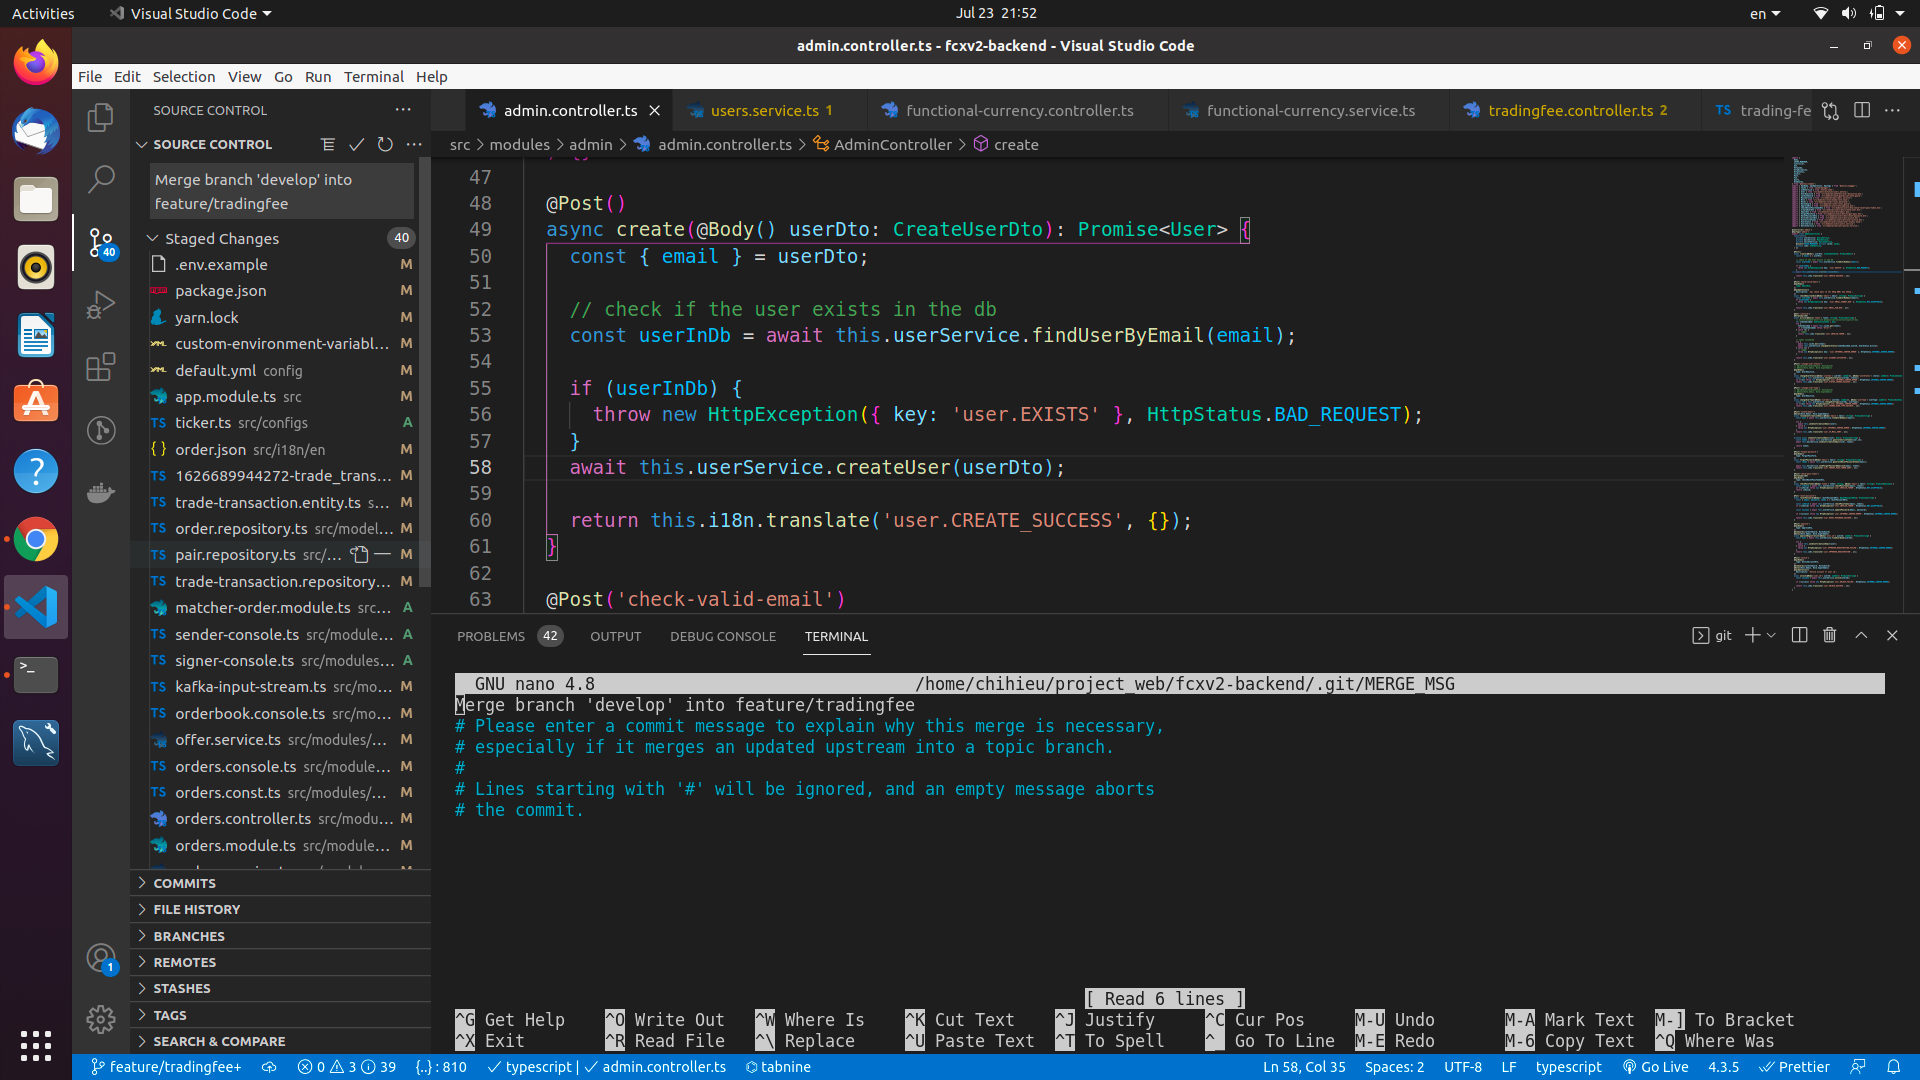 Activities
Visual Studio Code
Jul 23 21:52
en
admin.controller.ts - fcxv2-backend - Visual Studio Code
File Edit Selection View Go Run Terminal Help
SOURCE CONTROL
SOURCE CONTROL
Merge branch 'develop' into
feature/tradingfee
Staged Changes 40
.env.example M
package.json M
yarn.lock M
custom-environment-variabl... M
default.yml config M
app.module.ts src M
TS ticker.ts src/configs A
{ } order.json src/i18n/en M
TS 1626689944272-trade_trans... M
TS trade-transaction.entity.ts s... M
TS order.repository.ts src/model... M
TS pair.repository.ts src/... M
TS trade-transaction.repository... M
matcher-order.module.ts src... A
TS sender-console.ts src/module... A
TS signer-console.ts src/modules... A
TS kafka-input-stream.ts src/mo... M
TS orderbook.console.ts src/mo... M
offer.service.ts src/modules/... M
TS orders.console.ts src/module... M
TS orders.const.ts src/modules/... M
orders.controller.ts src/modu... M
orders.module.ts src/module... M
COMMITS
FILE HISTORY
BRANCHES
REMOTES
STASHES
TAGS
SEARCH & COMPARE
40
1
admin.controller.ts
users.service.ts 1
functional-currency.controller.ts
functional-currency.service.ts
tradingfee.controller.ts 2
TS trading-fe
src > modules > admin > admin.controller.ts > AdminController > create
47
48 @Post()
49 async create(@Body() userDto: CreateUserDto): Promise<User> {
50 const { email } = userDto;
51
52 // check if the user exists in the db
53 const userInDb = await this.userService.findUserByEmail(email);
54
55 if (userInDb) {
56 throw new HttpException({ key: 'user.EXISTS' }, HttpStatus.BAD_REQUEST);
57 }
58 await this.userService.createUser(userDto);
59
60 return this.i18n.translate('user.CREATE_SUCCESS', {});
61 }
62
63 @Post('check-valid-email')
PROBLEMS 42 OUTPUT DEBUG CONSOLE TERMINAL
git
GNU nano 4.8 /home/chihieu/project_web/fcxv2-backend/.git/MERGE_MSG
Merge branch 'develop' into feature/tradingfee
# Please enter a commit message to explain why this merge is necessary,
# especially if it merges an updated upstream into a topic branch.
#
# Lines starting with '#' will be ignored, and an empty message aborts
# the commit.
[ Read 6 lines ]
^G Get Help ^O Write Out ^W Where Is ^K Cut Text ^J Justify ^C Cur Pos M-U Undo M-A Mark Text M-] To Bracket
^X Exit ^R Read File ^\ Replace ^U Paste Text ^T To Spell ^_ Go To Line M-E Redo M-6 Copy Text ^Q Where Was
feature/tradingfee+ 0 3 39 {..} : 810 typescript | admin.controller.ts tabnine
Ln 58, Col 35 Spaces: 2 UTF-8 LF typescript Go Live 4.3.5 Prettier